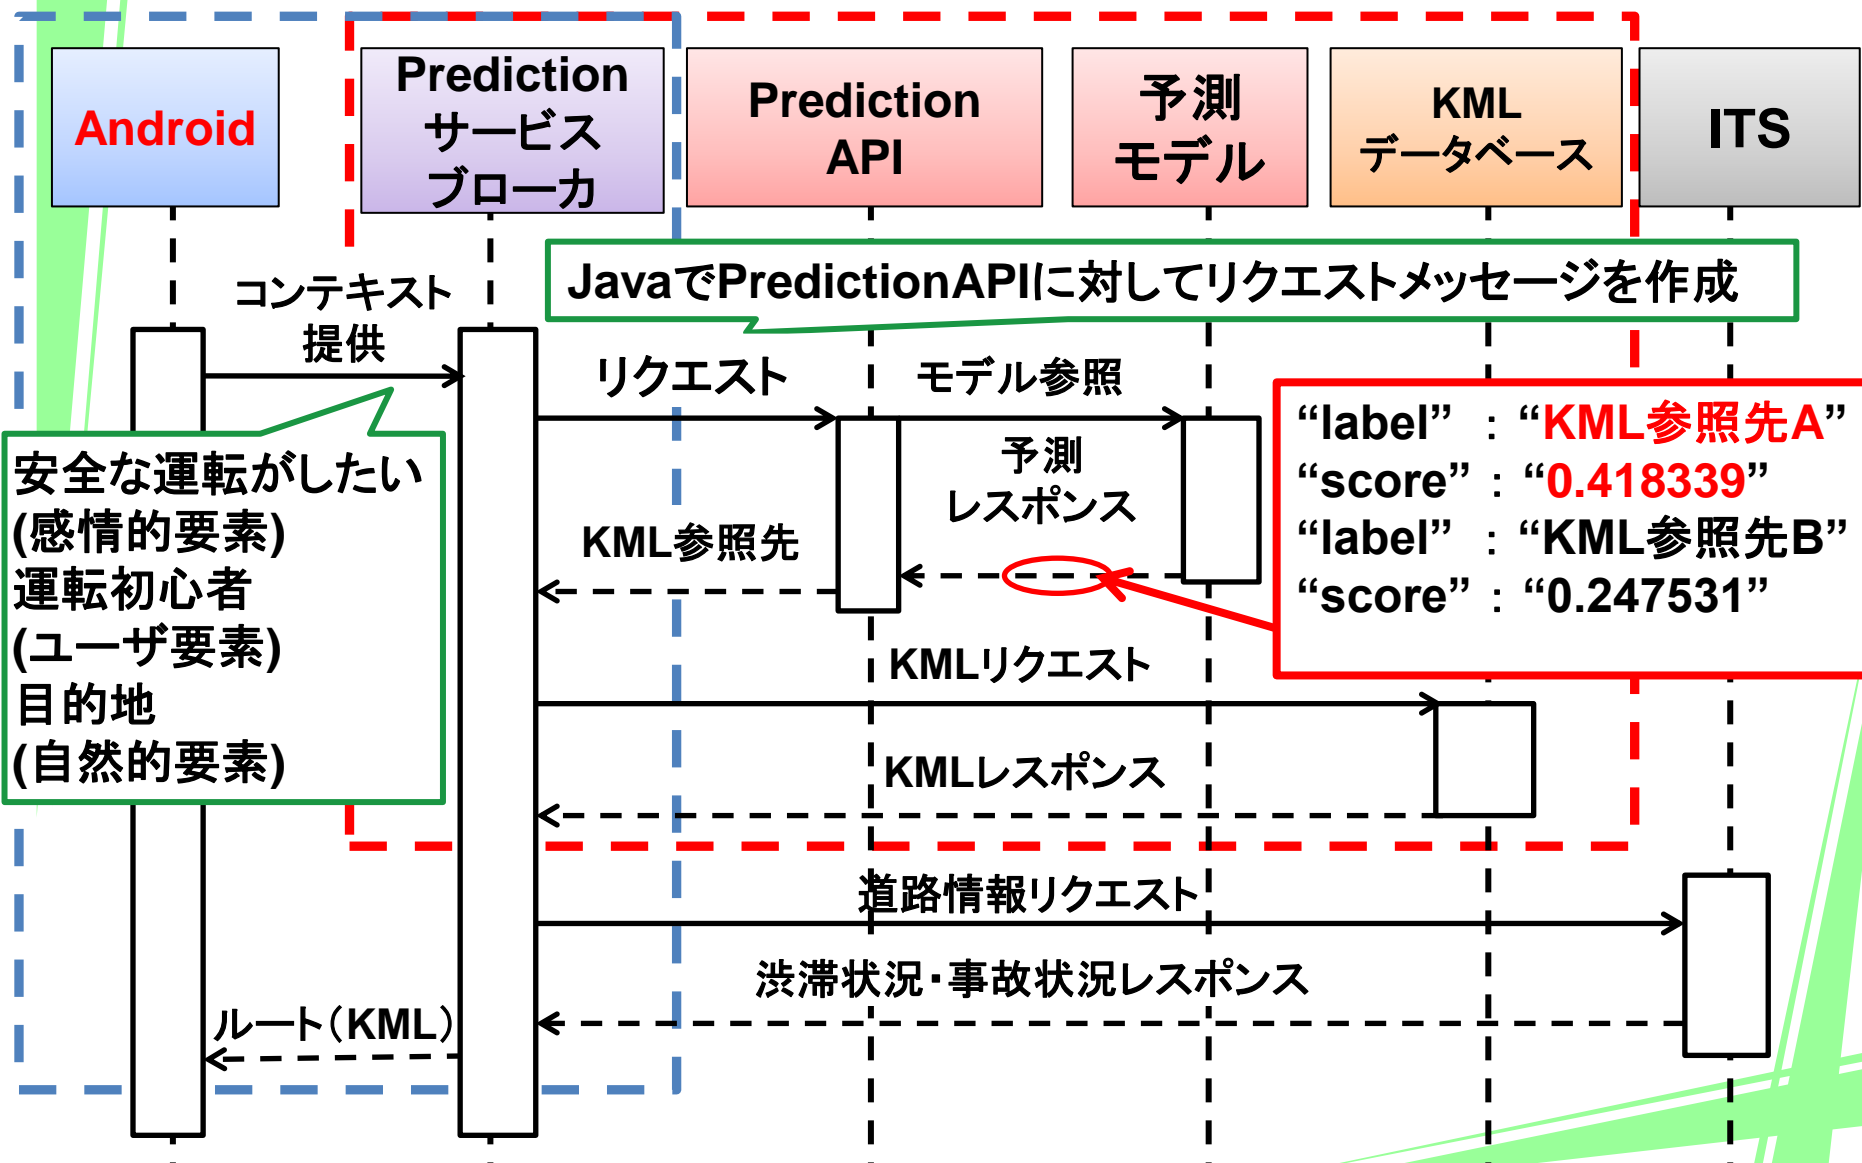 Android
Prediction
サービス
ブローカ
Prediction
API
予測
モデル
KML
データベース
ITS
JavaでPredictionAPIに対してリクエストメッセージを作成
コンテキスト
提供
リクエスト
モデル参照
予測
レスポンス
KML参照先
“label” : “KML参照先A”
“score” : “0.418339”
“label” : “KML参照先B”
“score” : “0.247531”
安全な運転がしたい
(感情的要素)
運転初心者
(ユーザ要素)
目的地
(自然的要素)
KMLリクエスト
KMLレスポンス
道路情報リクエスト
渋滞状況・事故状況レスポンス
ルート（KML）